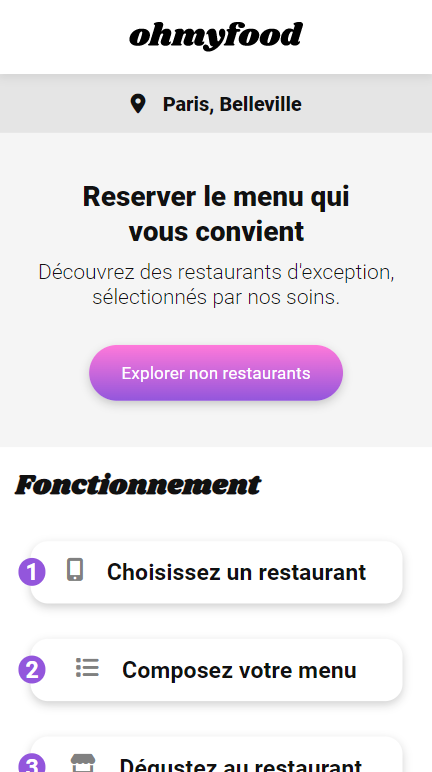 ohmyfood
Paris, Belleville
Reserver le menu qui
vous convient
Découvrez des restaurants d'exception,
sélectionnés par nos soins.
Explorer non restaurants
Fonctionnement
1 Choisissez un restaurant
2 Composez votre menu
3 Dégustez au restaurant